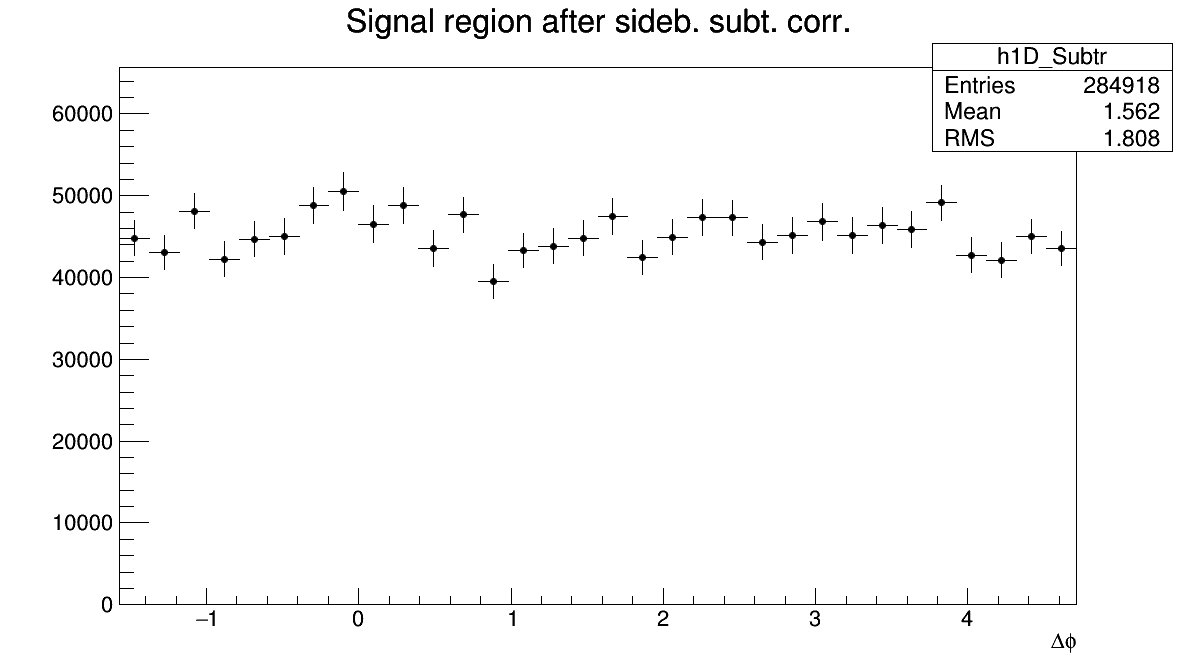 Signal region after sideb. subt. corr.
h1D_Subtr
Entries 284918
Mean 1.562
RMS 1.808
60000
50000
40000
30000
20000
10000
0
−1 0 1 2 3 4
Δϕ